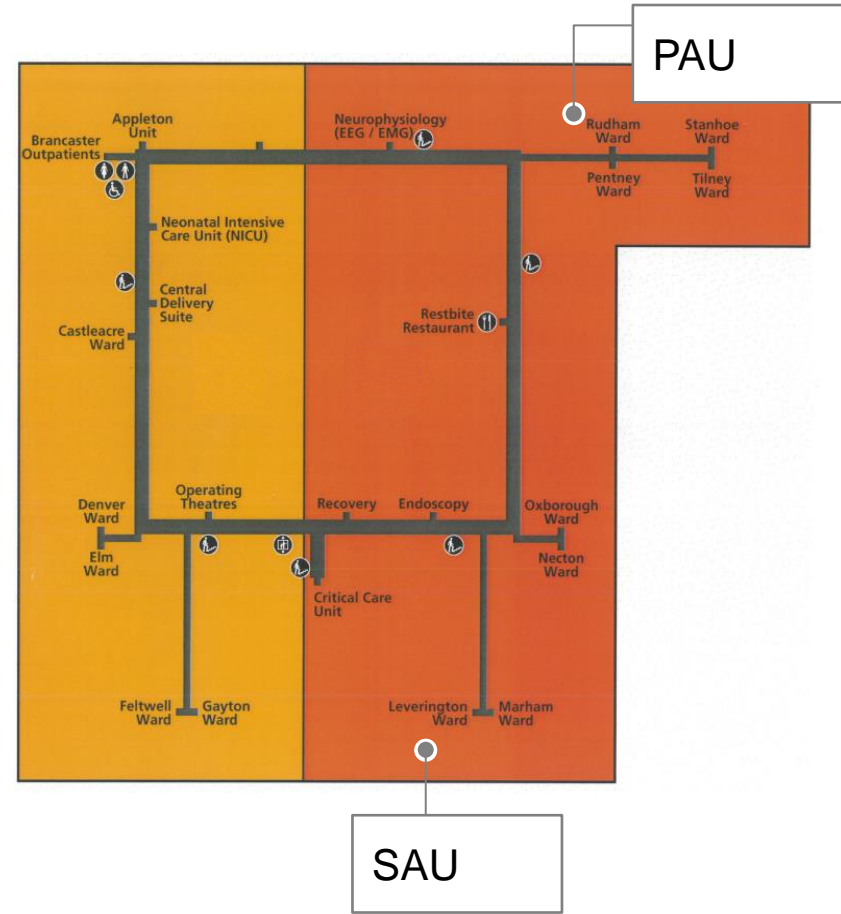 PAU
Appleton
Unit
Brancaster
Outpatients
Neurophysiology
(EEG / EMG)
Rudham
Ward
Stanhoe
Ward
Pentney
Ward
Tilney
Ward
Neonatal Intensive
Care Unit (NICU)
Central
Delivery
Suite
Castleacre
Ward
Restbite
Restaurant
Denver
Ward
Elm
Ward
Operating
Theatres
Recovery
Endoscopy
Oxborough
Ward
Necton
Ward
Critical Care
Unit
Feltwell
Ward
Gayton
Ward
Leverington
Ward
Marham
Ward
SAU